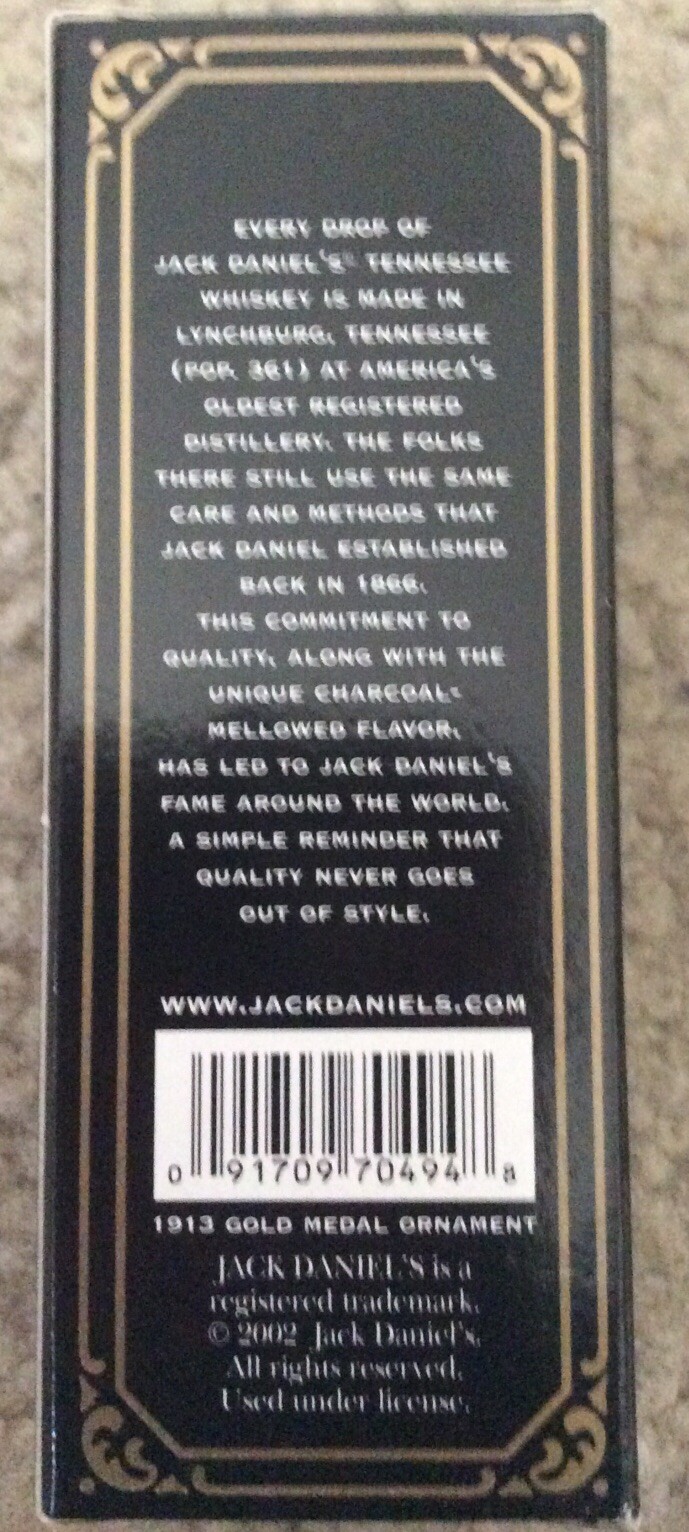 EVERY DROP OF
JACK DANIEL'S® TENNESSEE
WHISKEY IS MADE IN
LYNCHBURG, TENNESSEE
(POP. 361) AT AMERICA'S
OLDEST REGISTERED
DISTILLERY. THE FOLKS
THERE STILL USE THE SAME
CARE AND METHODS THAT
JACK DANIEL ESTABLISHED
BACK IN 1866.
THIS COMMITMENT TO
QUALITY, ALONG WITH THE
UNIQUE CHARCOAL-
MELLOWED FLAVOR,
HAS LED TO JACK DANIEL'S
FAME AROUND THE WORLD.
A SIMPLE REMINDER THAT
QUALITY NEVER GOES
OUT OF STYLE.
WWW.JACKDANIELS.COM
0 91709 70494 8
1913 GOLD MEDAL ORNAMENT
JACK DANIEL'S is a
registered trademark.
© 2002 Jack Daniel's.
All rights reserved.
Used under license.